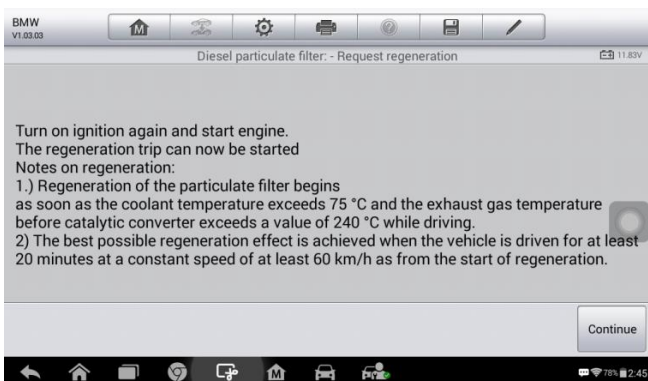 BMW
V1.03.03
Diesel particulate filter: - Request regeneration
11.83V
Turn on ignition again and start engine.
The regeneration trip can now be started
Notes on regeneration:
1.) Regeneration of the particulate filter begins
as soon as the coolant temperature exceeds 75 °C and the exhaust gas temperature
before catalytic converter exceeds a value of 240 °C while driving.
2) The best possible regeneration effect is achieved when the vehicle is driven for at least
20 minutes at a constant speed of at least 60 km/h as from the start of regeneration.
Continue
78% 2:45